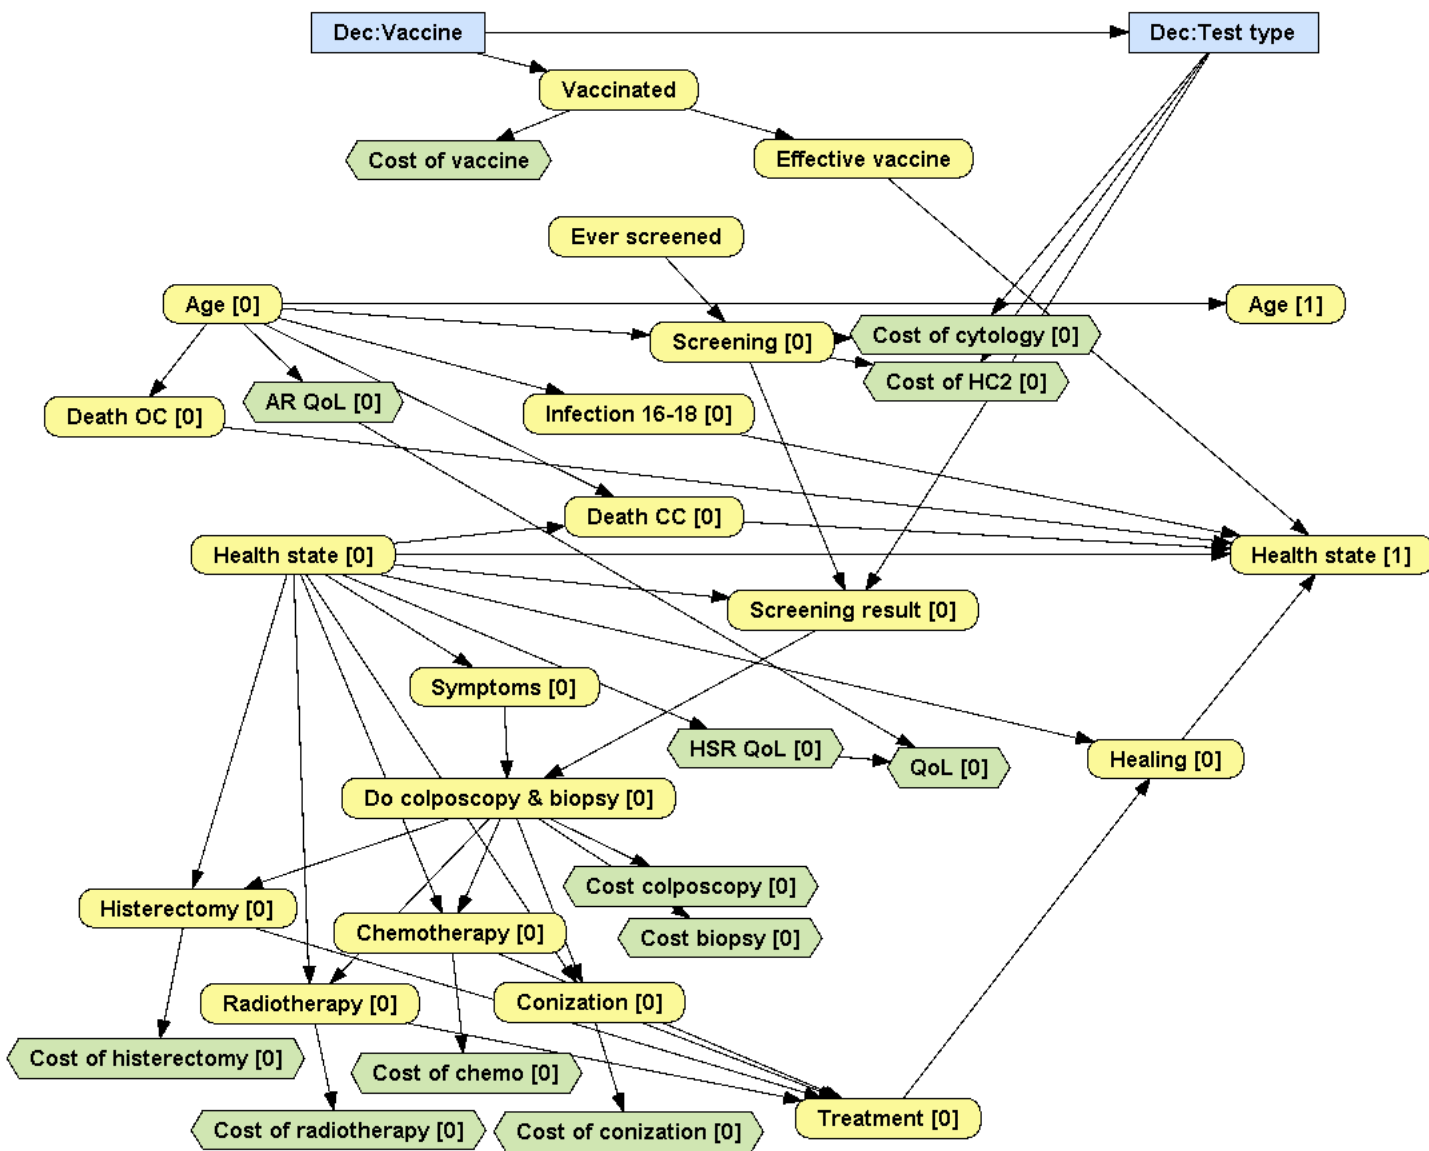 Dec:Vaccine
Dec:Test type
Vaccinated
Cost of vaccine
Effective vaccine
Ever screened
Age [0]
Age [1]
Screening [0]
Cost of cytology [0]
Cost of HC2 [0]
AR QoL [0]
Death OC [0]
Infection 16-18 [0]
Death CC [0]
Health state [0]
Health state [1]
Screening result [0]
Symptoms [0]
HSR QoL [0]
QoL [0]
Healing [0]
Do colposcopy & biopsy [0]
Cost colposcopy [0]
Histerectomy [0]
Chemotherapy [0]
Cost biopsy [0]
Radiotherapy [0]
Conization [0]
Cost of histerectomy [0]
Cost of chemo [0]
Treatment [0]
Cost of radiotherapy [0]
Cost of conization [0]